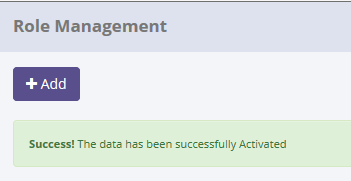 Role Management
+ Add
Success! The data has been successfully Activated